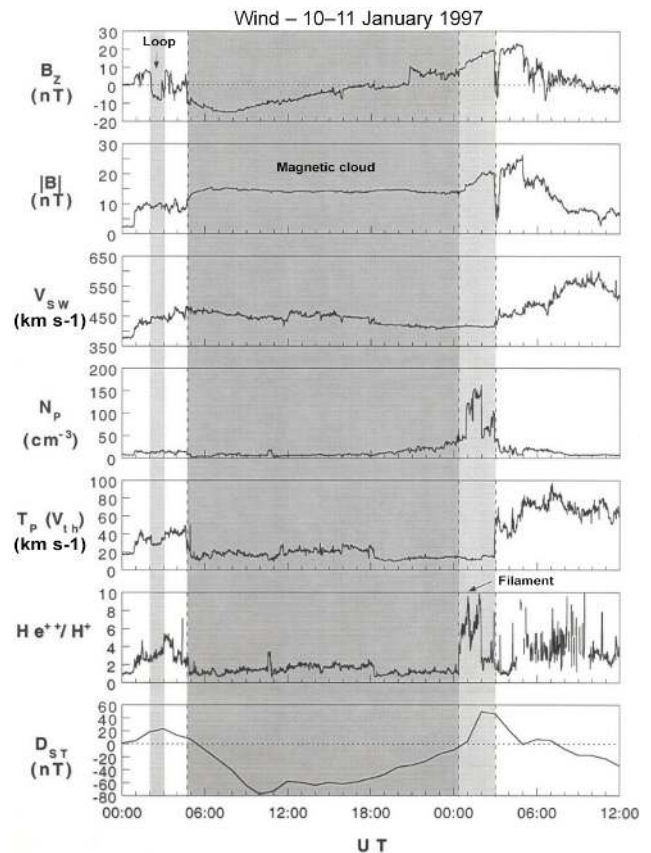 Wind – 10–11 January 1997
30
20
10
0
-10
-20
B_Z
(nT)
Loop
30
20
10
0
|B|
(nT)
Magnetic cloud
650
550
450
350
V_SW
(km s-1)
200
150
100
50
0
N_P
(cm⁻³)
100
80
60
40
20
0
T_P (V_th)
(km s-1)
Filament
10
8
6
4
2
0
He⁺⁺/H⁺
60
40
20
0
-20
-40
-60
-80
D_ST
(nT)
00:00 06:00 12:00 18:00 00:00 06:00 12:00
UT